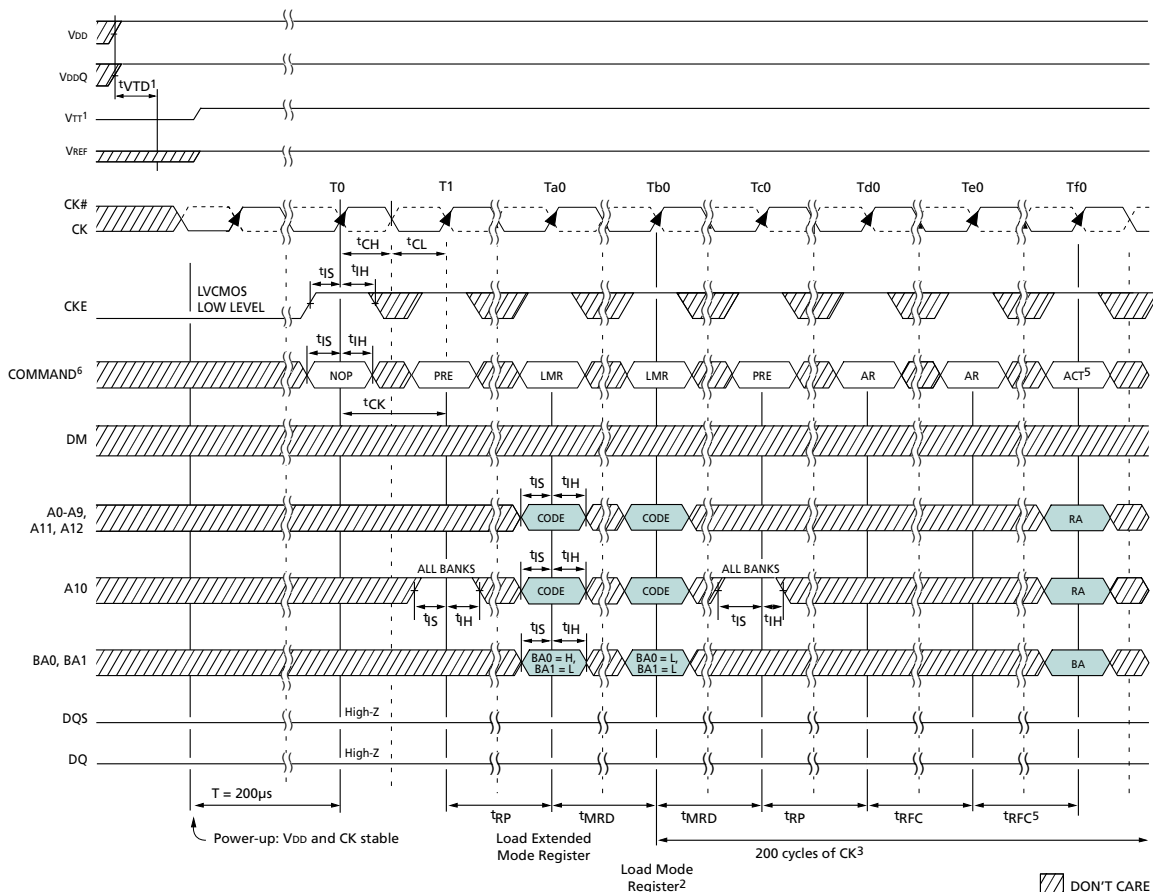 VDD
VDDQ
tVTD1
VTT1
VREF
T0 T1 Ta0 Tb0 Tc0 Td0 Te0 Tf0
CK#
CK
tCH tCL
tIS tIH
LVCMOS
LOW LEVEL
CKE
tIS tIH
COMMAND6 NOP PRE LMR LMR PRE AR AR ACT5
tCK
DM
tIS tIH
A0-A9,
A11, A12
CODE CODE RA
ALL BANKS tIS tIH ALL BANKS
A10 CODE CODE RA
tIS tIH tIS tIH
tIS tIH
BA0, BA1
BA0 = H,
BA1 = L
BA0 = L,
BA1 = L
BA
DQS High-Z
DQ High-Z
T = 200µs
tRP tMRD tMRD tRP tRFC tRFC5
Power-up: VDD and CK stable
Load Extended
Mode Register
200 cycles of CK3
Load Mode
Register2
DON'T CARE